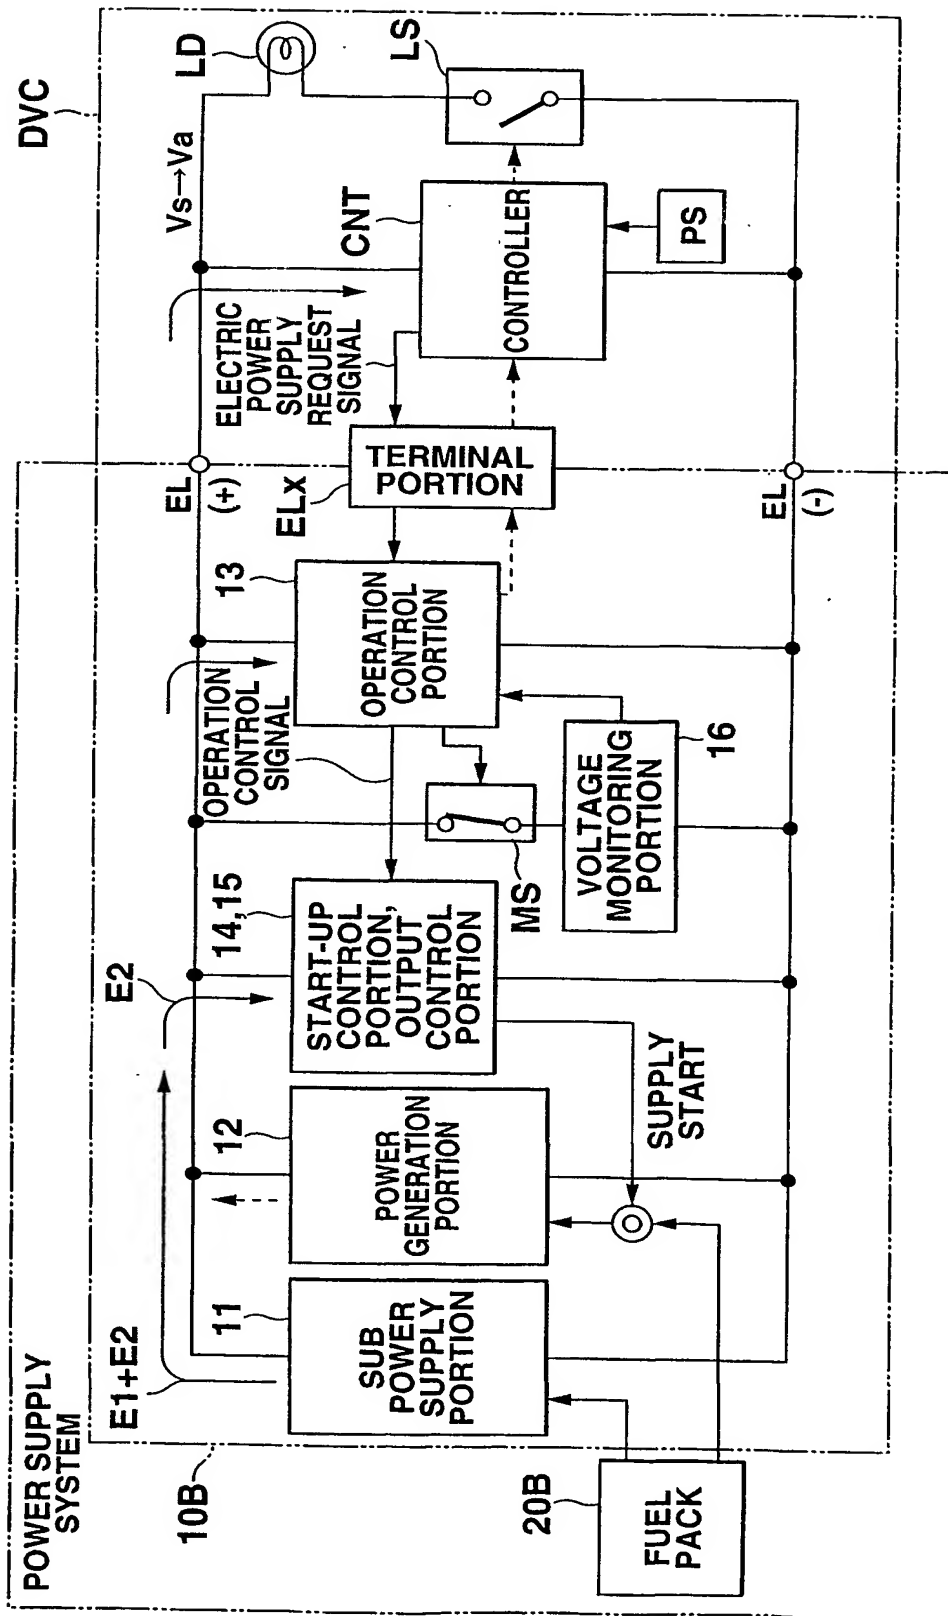 POWER SUPPLY
SYSTEM
DVC
10B
20B
FUEL
PACK
E1+E2
11
SUB
POWER
SUPPLY
PORTION
12
POWER
GENERATION
PORTION
SUPPLY
START
E2
14,15
START-UP
CONTROL
PORTION,
OUTPUT
CONTROL
PORTION
MS
OPERATION
CONTROL
SIGNAL
13
OPERATION
CONTROL
PORTION
VOLTAGE
MONITORING
PORTION
16
EL
(+)
ELx
TERMINAL
PORTION
EL
(-)
ELECTRIC
POWER
SUPPLY
REQUEST
SIGNAL
Vs→Va
CNT
CONTROLLER
PS
LD
LS